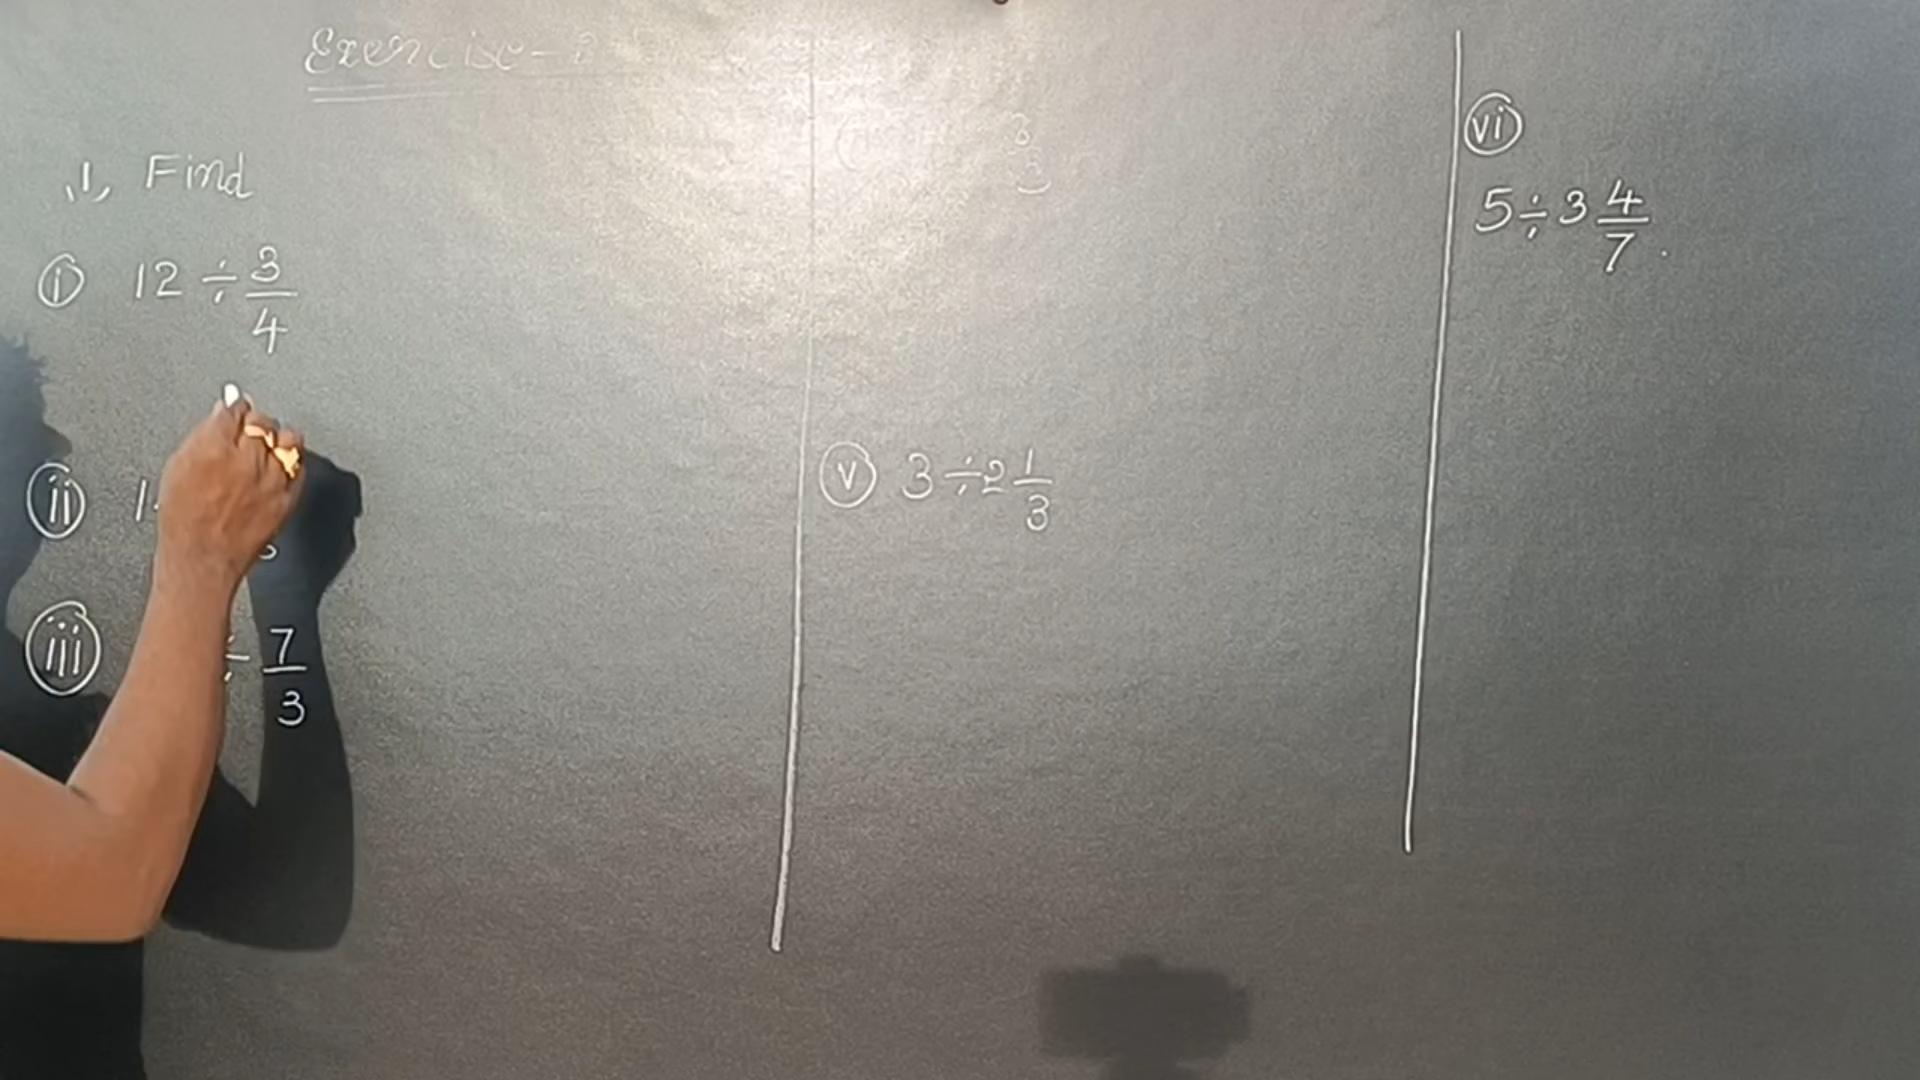 Exercise -
1, Find
i 12 ÷ 3/4
ii
iii ÷ 7/3
v 3 ÷ 2 1/3
vi
5 ÷ 3 4/7 .